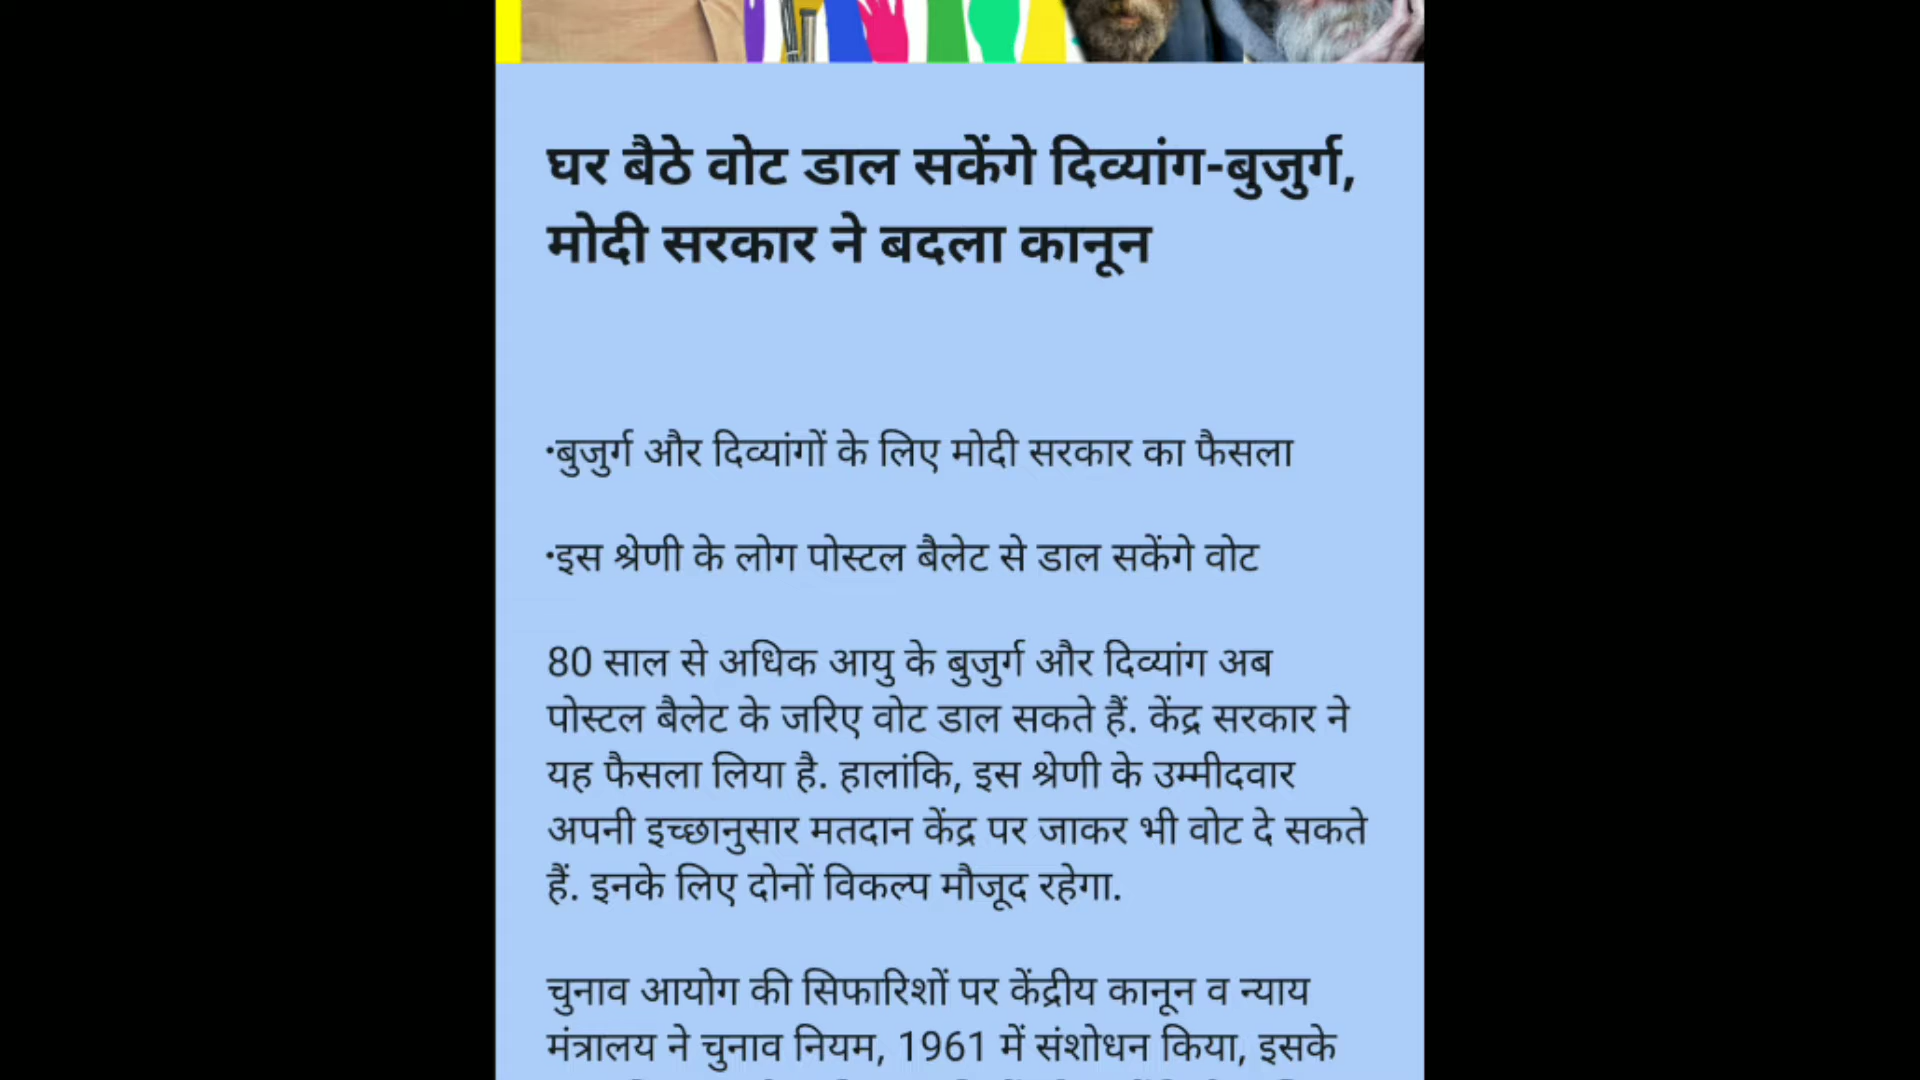 घर बैठे वोट डाल सकेंगे दिव्यांग-बुजुर्ग,
मोदी सरकार ने बदला कानून
·बुजुर्ग और दिव्यांगों के लिए मोदी सरकार का फैसला
·इस श्रेणी के लोग पोस्टल बैलेट से डाल सकेंगे वोट
80 साल से अधिक आयु के बुजुर्ग और दिव्यांग अब
पोस्टल बैलेट के जरिए वोट डाल सकते हैं. केंद्र सरकार ने
यह फैसला लिया है. हालांकि, इस श्रेणी के उम्मीदवार
अपनी इच्छानुसार मतदान केंद्र पर जाकर भी वोट दे सकते
हैं. इनके लिए दोनों विकल्प मौजूद रहेगा.
चुनाव आयोग की सिफारिशों पर केंद्रीय कानून व न्याय
मंत्रालय ने चुनाव नियम, 1961 में संशोधन किया, इसके